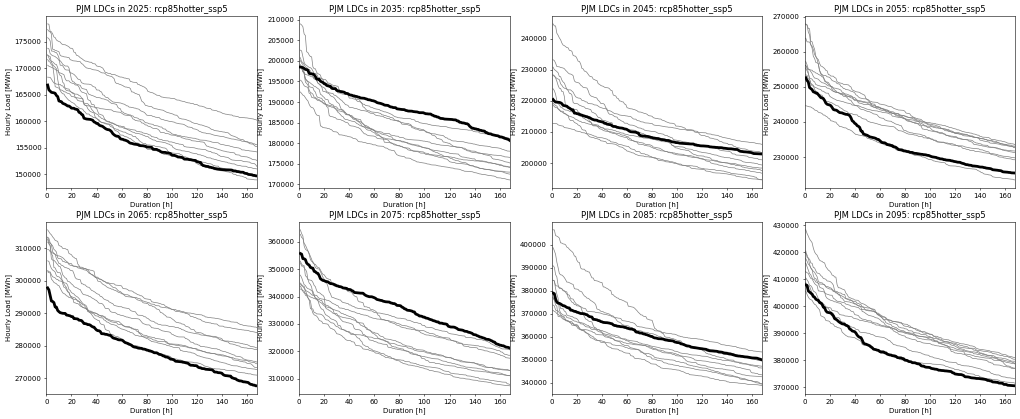 PJM LDCs in 2025: rcp85hotter_ssp5
Hourly Load [MWh]
175000
170000
165000
160000
155000
150000
0 20 40 60 80 100 120 140 160
Duration [h]
PJM LDCs in 2035: rcp85hotter_ssp5
Hourly Load [MWh]
210000
205000
200000
195000
190000
185000
180000
175000
170000
0 20 40 60 80 100 120 140 160
Duration [h]
PJM LDCs in 2045: rcp85hotter_ssp5
Hourly Load [MWh]
240000
230000
220000
210000
200000
0 20 40 60 80 100 120 140 160
Duration [h]
PJM LDCs in 2055: rcp85hotter_ssp5
Hourly Load [MWh]
270000
260000
250000
240000
230000
0 20 40 60 80 100 120 140 160
Duration [h]
PJM LDCs in 2065: rcp85hotter_ssp5
Hourly Load [MWh]
310000
300000
290000
280000
270000
0 20 40 60 80 100 120 140 160
Duration [h]
PJM LDCs in 2075: rcp85hotter_ssp5
Hourly Load [MWh]
360000
350000
340000
330000
320000
310000
0 20 40 60 80 100 120 140 160
Duration [h]
PJM LDCs in 2085: rcp85hotter_ssp5
Hourly Load [MWh]
400000
390000
380000
370000
360000
350000
340000
0 20 40 60 80 100 120 140 160
Duration [h]
PJM LDCs in 2095: rcp85hotter_ssp5
Hourly Load [MWh]
430000
420000
410000
400000
390000
380000
370000
0 20 40 60 80 100 120 140 160
Duration [h]